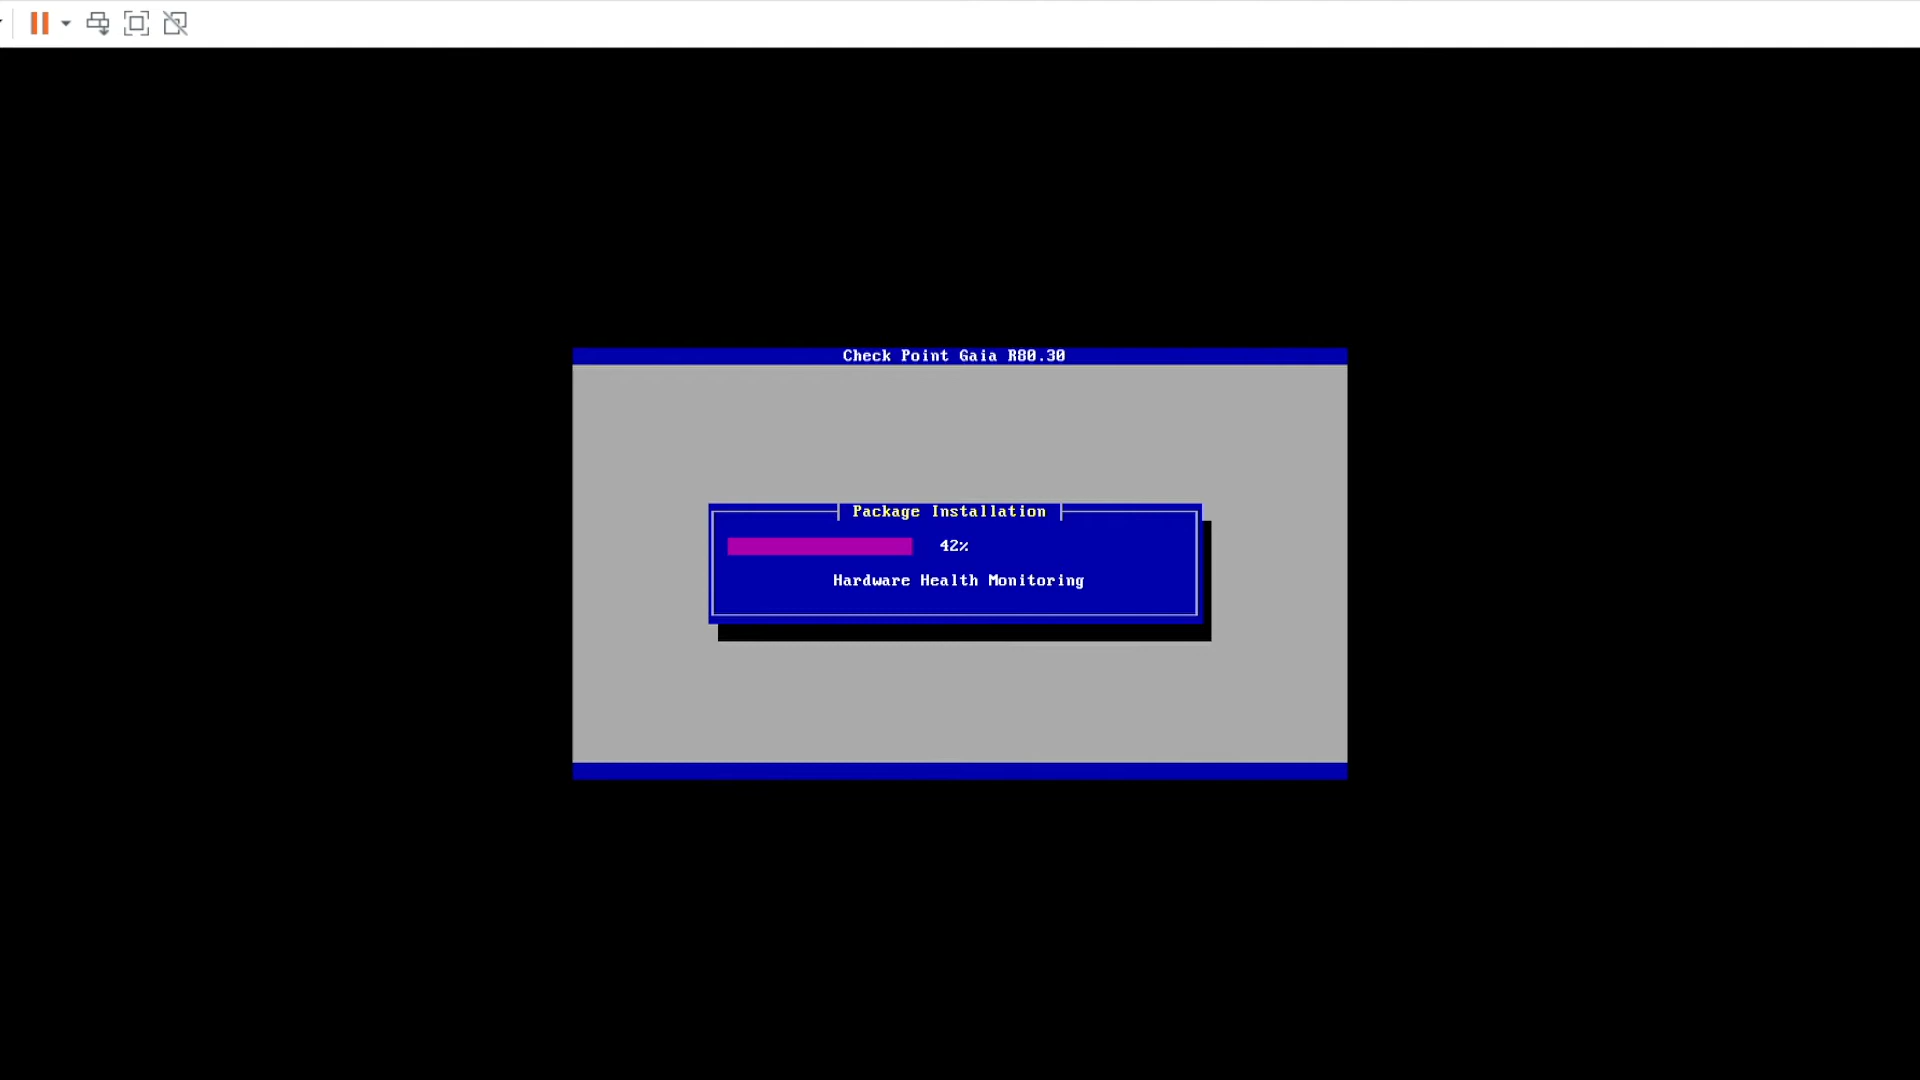 Check Point Gaia R80.30
Package Installation
42%
Hardware Health Monitoring